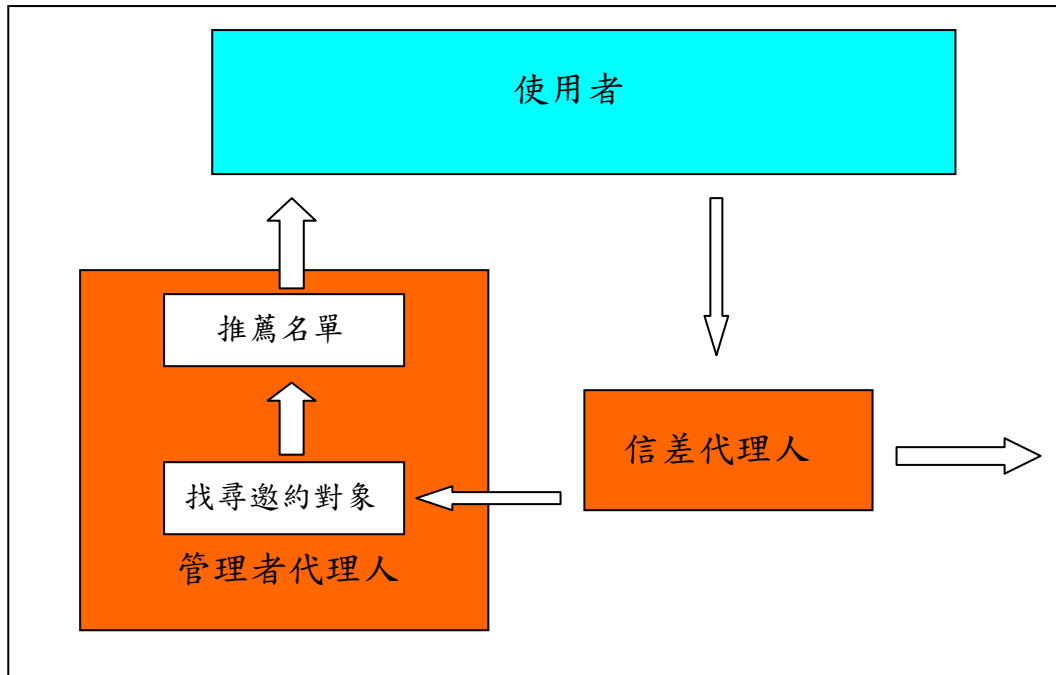 使用者
推薦名單
信差代理人
找尋邀約對象
管理者代理人